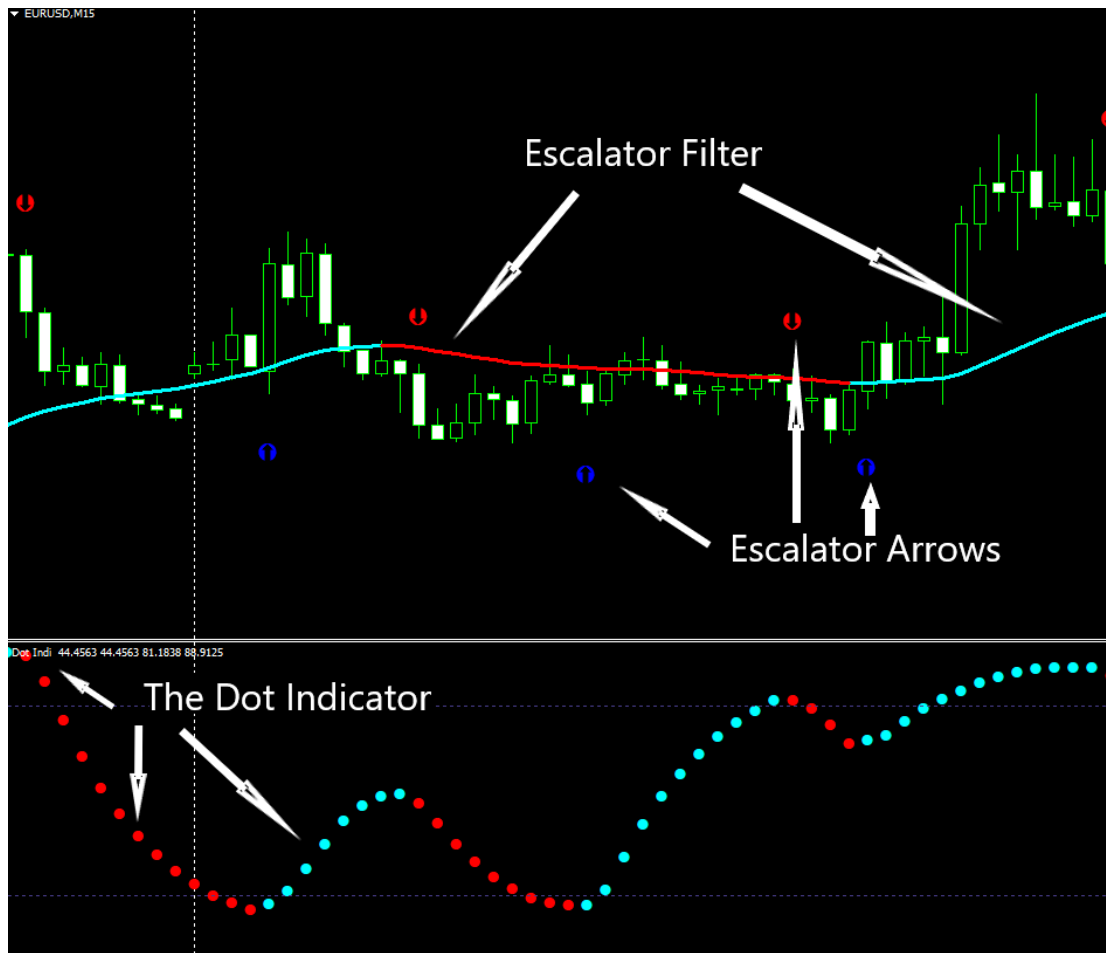 EURUSD,M15
Escalator Filter
Escalator Arrows
Dot Indi 44.4563 44.4563 81.1838 88.9125
The Dot Indicator